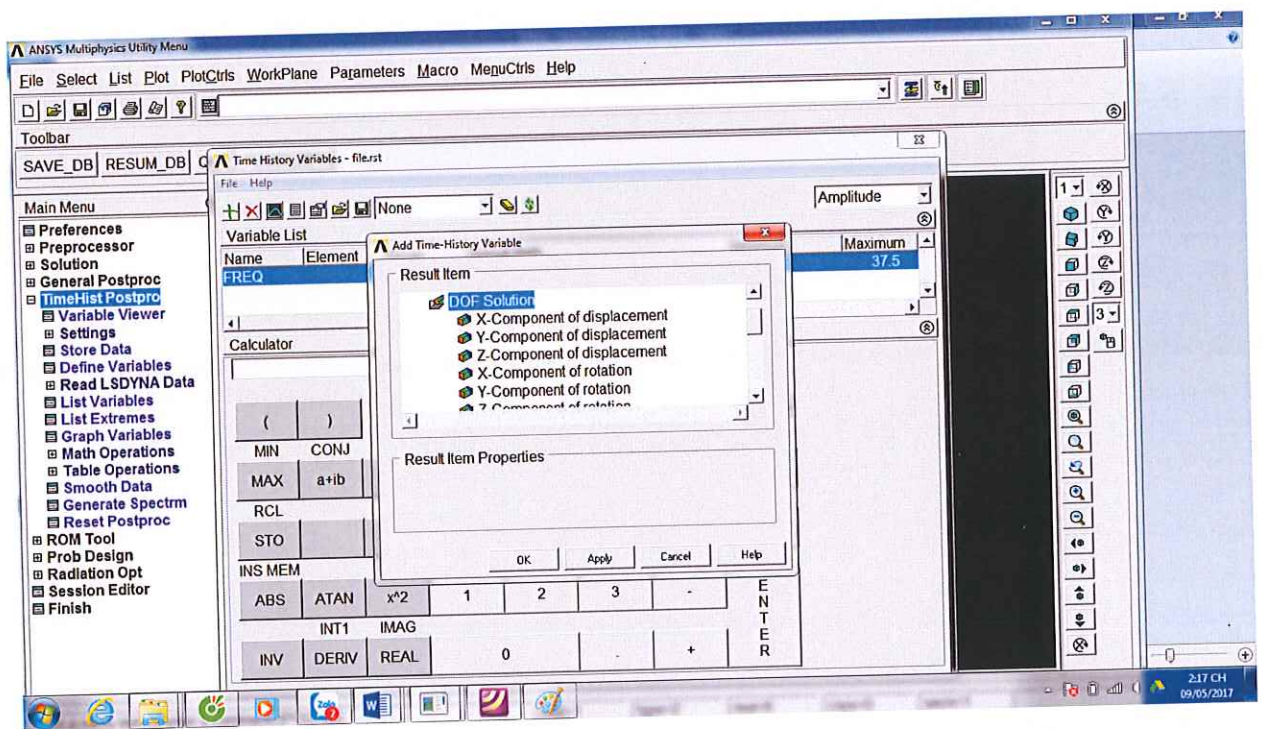 ANSYS Multiphysics Utility Menu
File Select List Plot PlotCtrls WorkPlane Parameters Macro MenuCtrls Help
Toolbar
SAVE_DB RESUM_DB
Time History Variables - file.rst
File Help
None
Amplitude
Variable List
Name Element Maximum
FREQ 37.5
Calculator
Main Menu
Preferences
Preprocessor
Solution
General Postproc
TimeHist Postpro
Variable Viewer
Settings
Store Data
Define Variables
Read LSDYNA Data
List Variables
List Extremes
Graph Variables
Math Operations
Table Operations
Smooth Data
Generate Spectrm
Reset Postproc
ROM Tool
Prob Design
Radiation Opt
Session Editor
Finish
Add Time-History Variable
Result Item
DOF Solution
X-Component of displacement
Y-Component of displacement
Z-Component of displacement
X-Component of rotation
Y-Component of rotation
Z-Component of rotation
Result Item Properties
OK Apply Cancel Help
( )
MIN CONJ
MAX a+ib
RCL
STO
INS MEM
ABS ATAN x^2 1 2 3 -
INT1 IMAG
INV DERIV REAL 0 . +
ENTER
1
3
Zalo
2
2:17 CH
09/05/2017